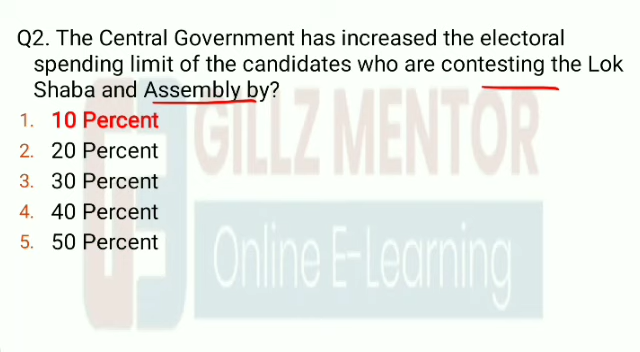 Q2. The Central Government has increased the electoral
spending limit of the candidates who are contesting the Lok
Shaba and Assembly by?
1. 10 Percent
2. 20 Percent
3. 30 Percent
4. 40 Percent
5. 50 Percent
GILLZ MENTOR
Online E-Learning